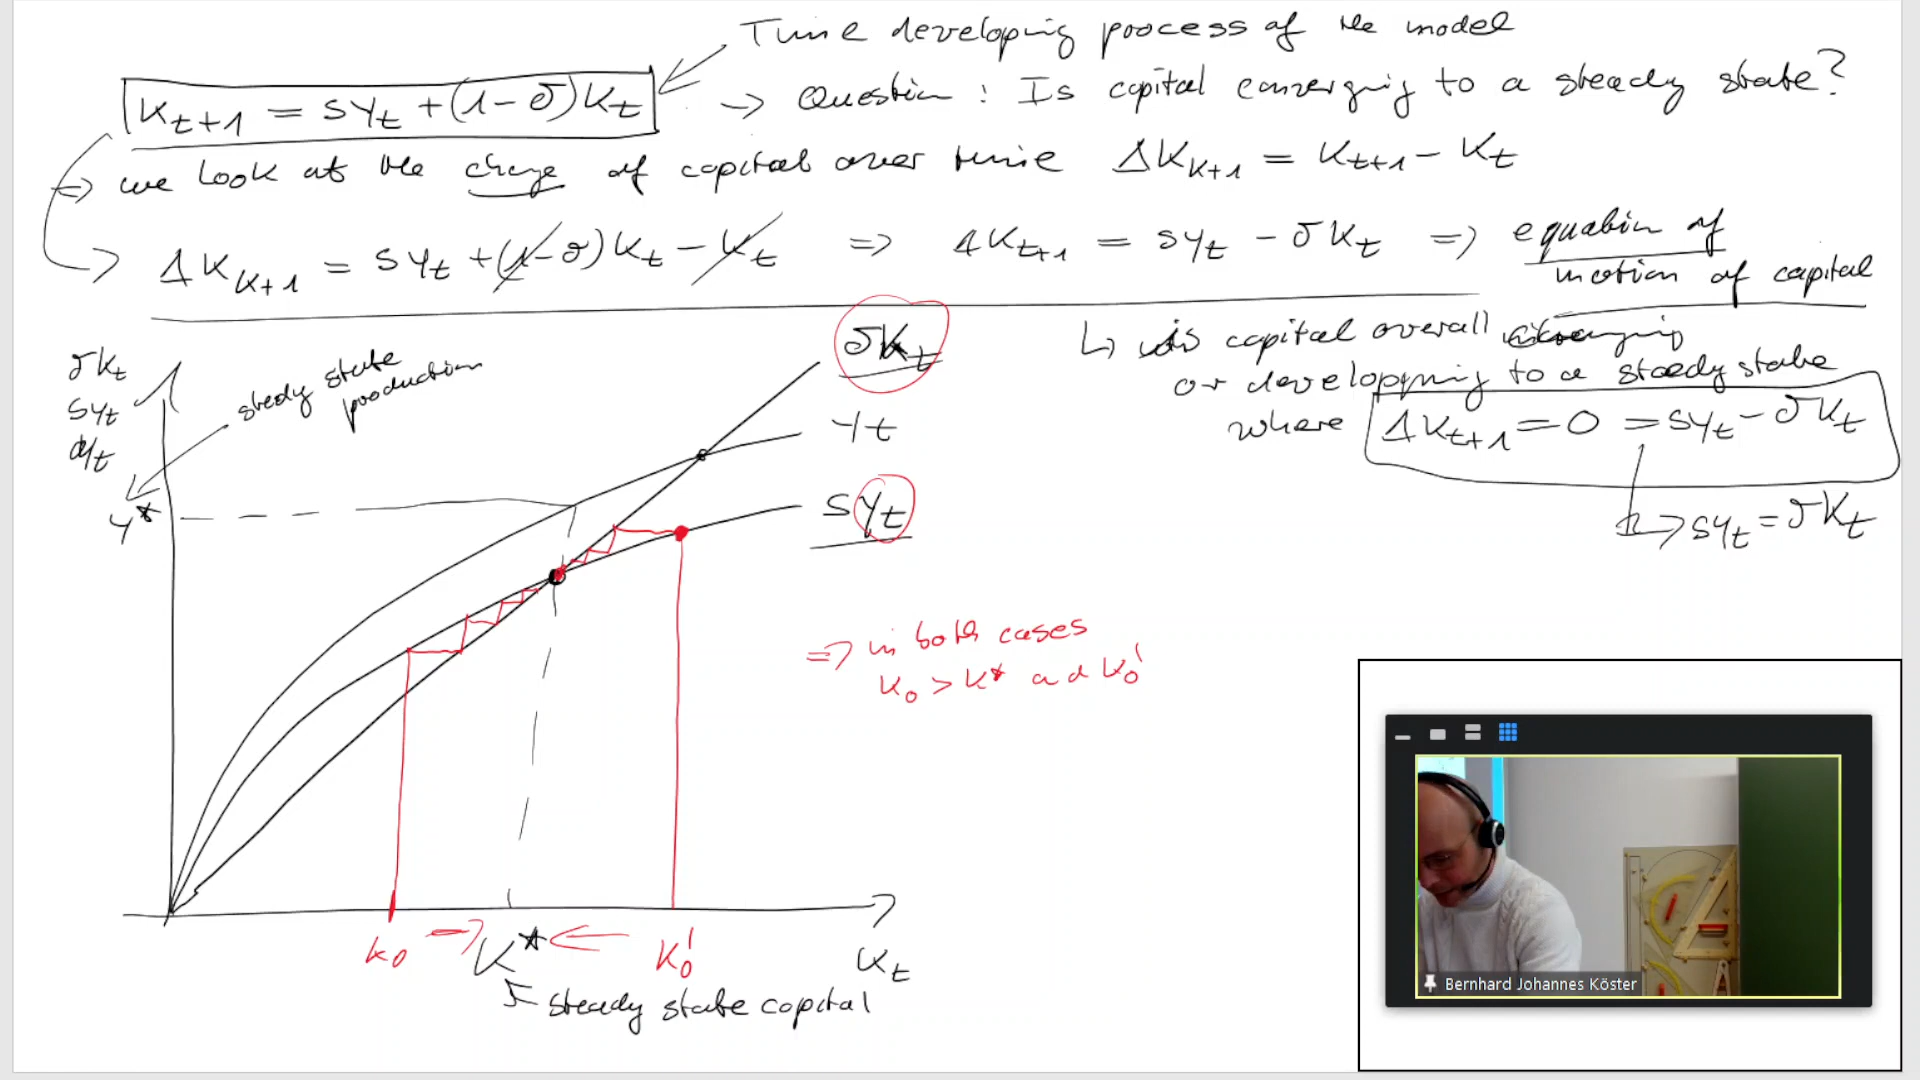 Time developing process of the model
K_{t+1} = sY_t + (1-δ)K_t
→ Question: Is capital converging to a steady state?
⇒ we look at the change of capital over time ΔK_{K+1} = K_{t+1} - K_t
→ ΔK_{K+1} = sY_t + (1-δ)K_t - K_t ⇒ ΔK_{t+1} = sY_t - δK_t ⇒ equation of
motion of capital
↳ is capital overall
or developping to a steady state
where ΔK_{t+1} = 0 = sY_t - δK_t
⇒ sY_t = δK_t
δK_t
sY_t
Y_t
stedy state
production
Y*
δK_t
Y_t
sY_t
⇒ in both cases
K_0 > K* ad K_0'
k_0 → K* ← K_0'
K_t
steady state capital
Bernhard Johannes Köster